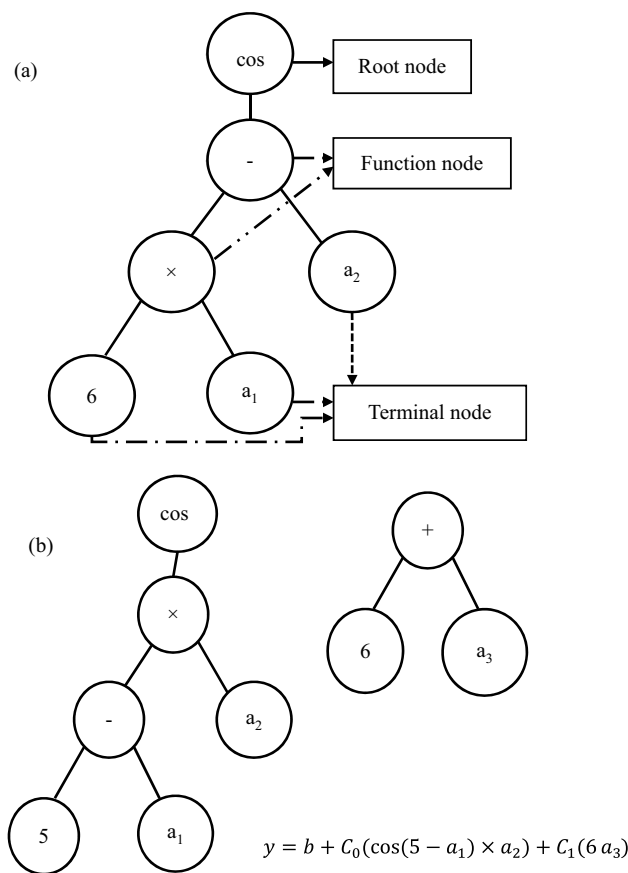 (a)
cos
Root node
-
Function node
×
a₂
6
a₁
Terminal node
(b)
cos
+
×
6
a₃
-
a₂
5
a₁
y = b + C₀(cos(5 − a₁) × a₂) + C₁(6 a₃)